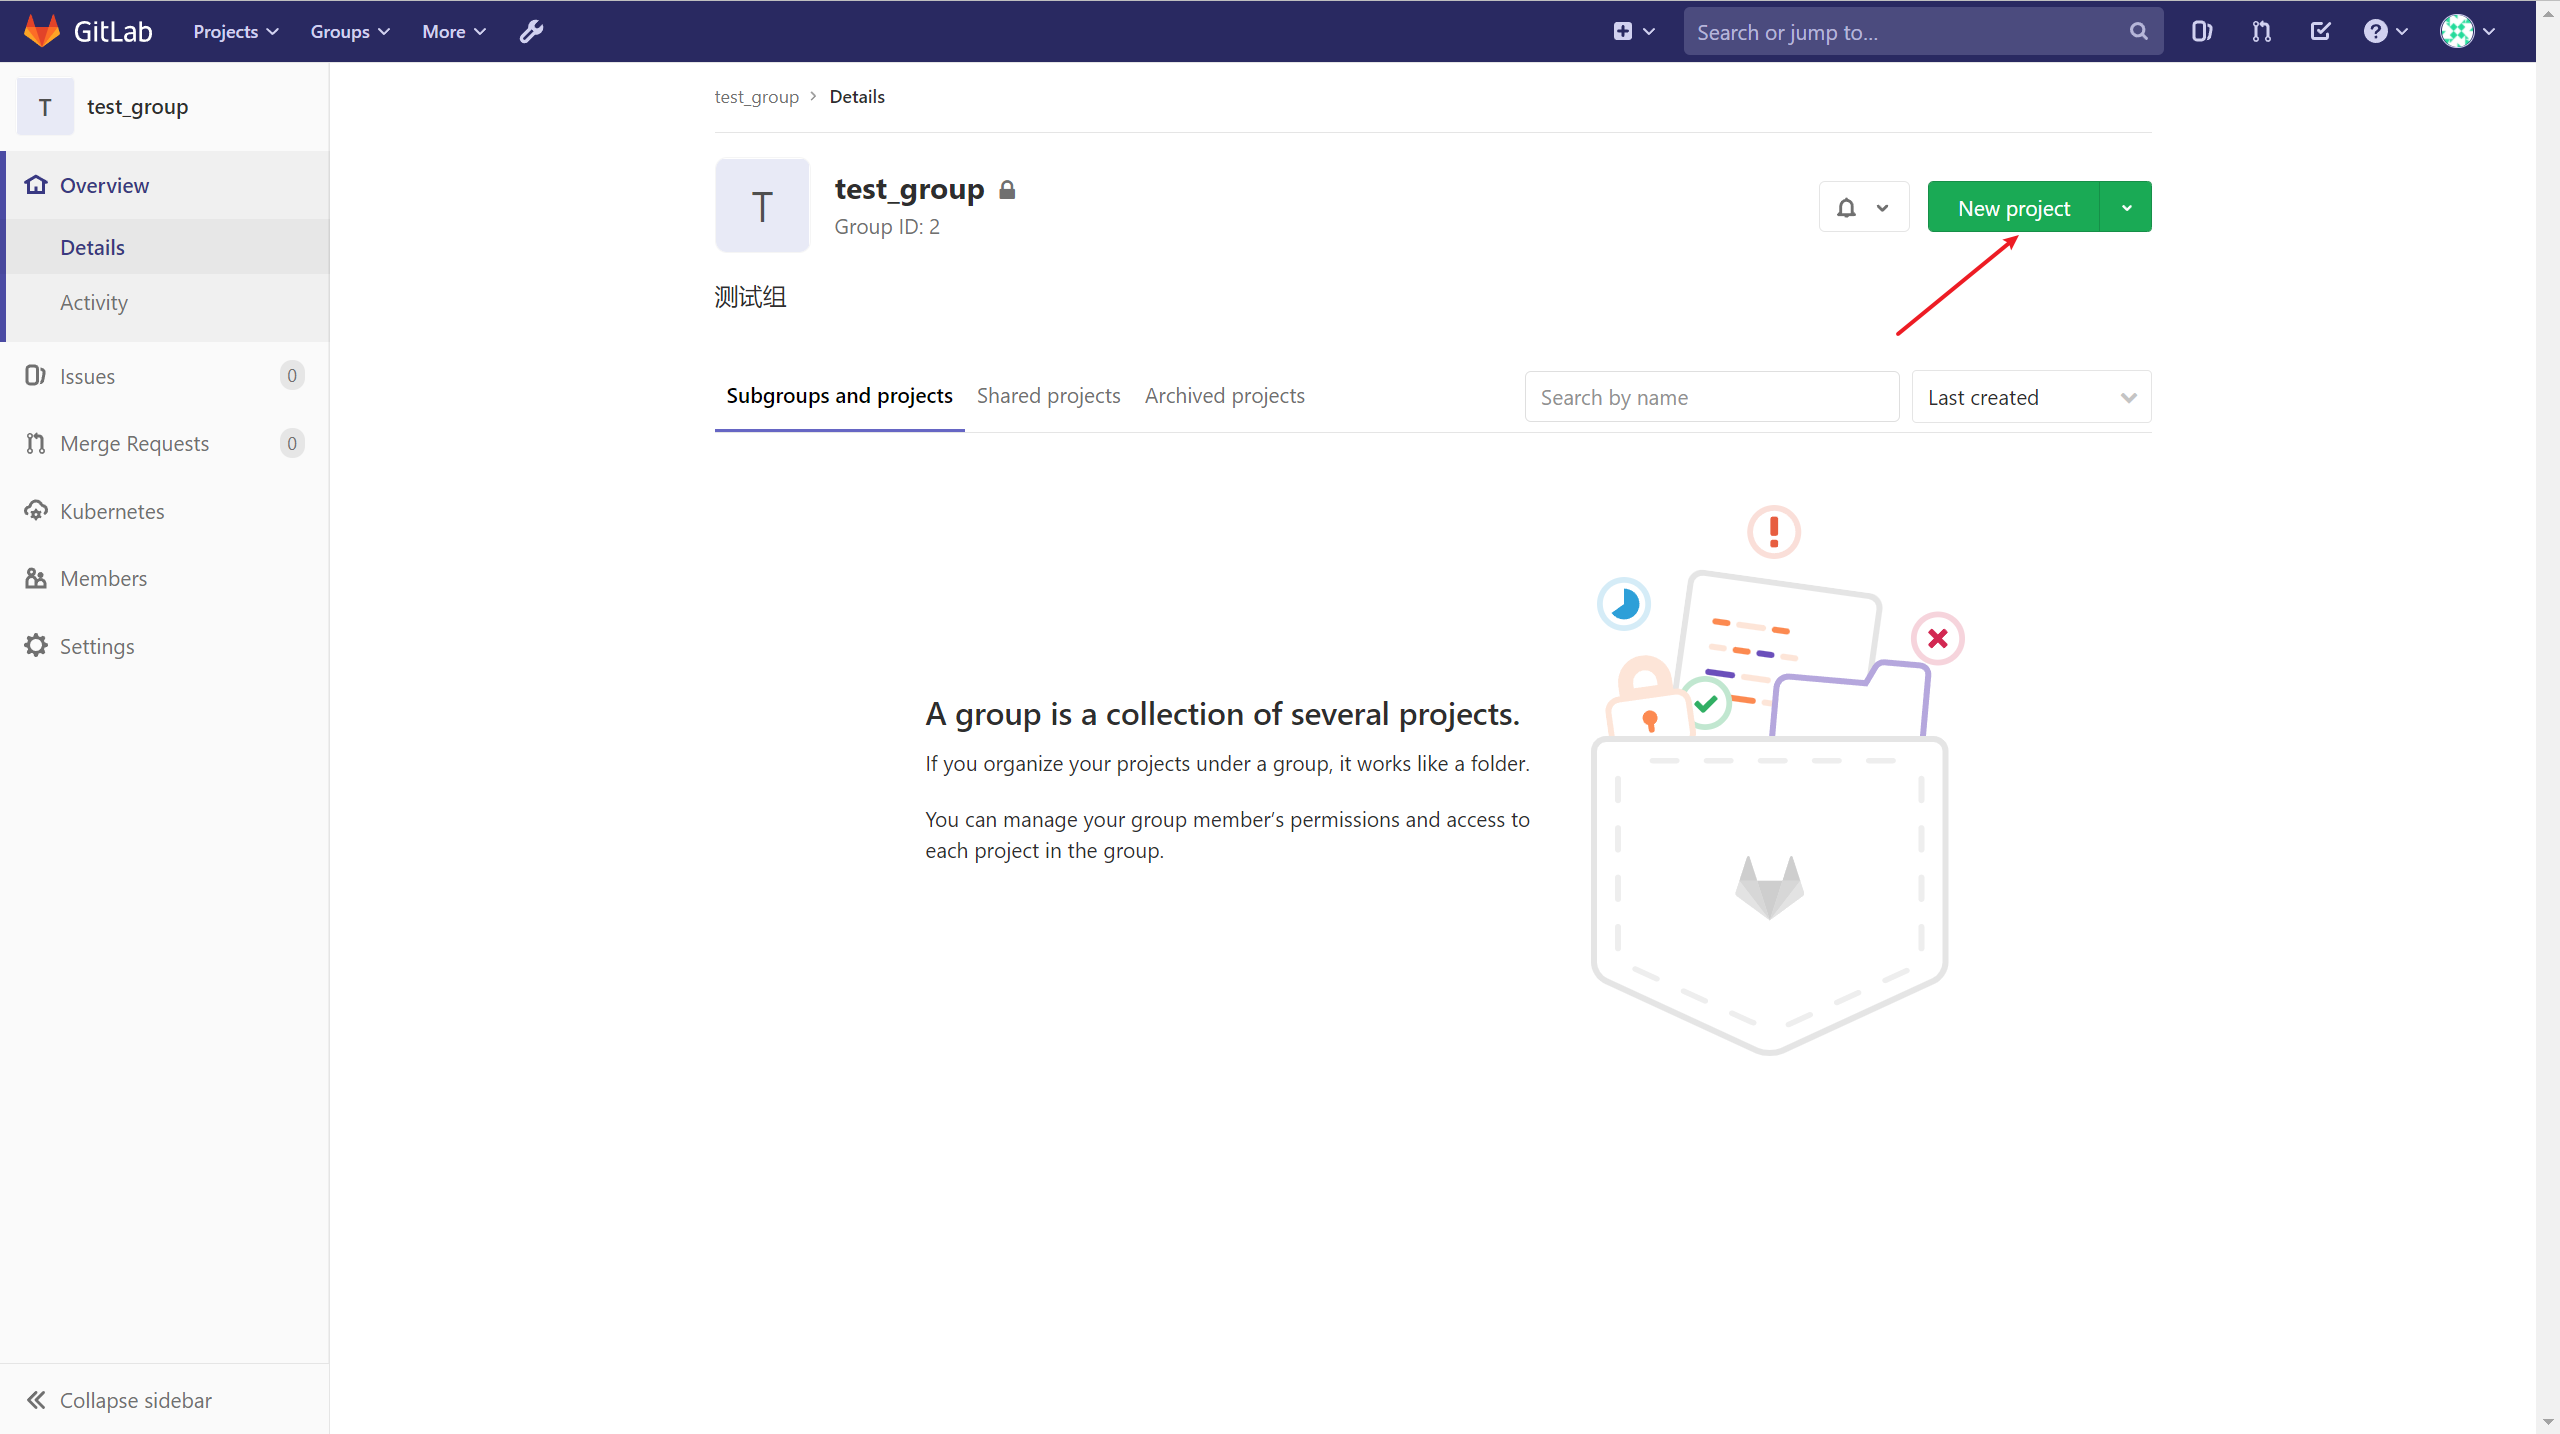 GitLab Projects Groups More Search or jump to...
T test_group
Overview
Details
Activity
Issues 0
Merge Requests 0
Kubernetes
Members
Settings
Collapse sidebar
test_group > Details
T
test_group
Group ID: 2
New project
测试组
Subgroups and projects Shared projects Archived projects Search by name Last created
A group is a collection of several projects.
If you organize your projects under a group, it works like a folder.
You can manage your group member’s permissions and access to
each project in the group.